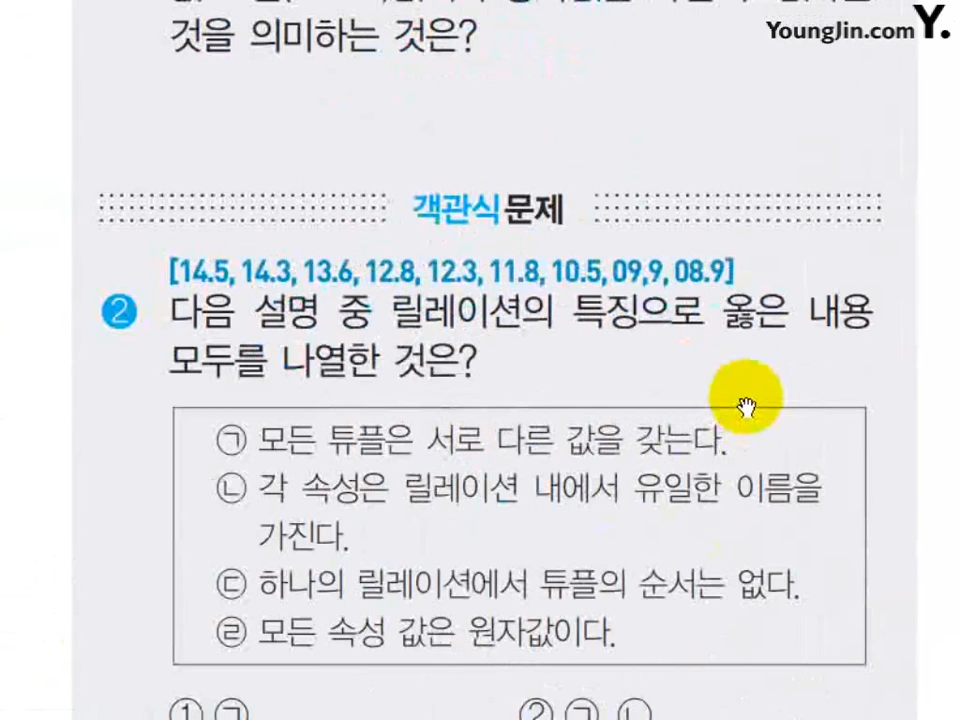 YoungJin.com Y.
것을 의미하는 것은?
객관식 문제
[14.5, 14.3, 13.6, 12.8, 12.3, 11.8, 10.5, 09,9, 08.9]
2 다음 설명 중 릴레이션의 특징으로 옳은 내용
모두를 나열한 것은?
㉠ 모든 튜플은 서로 다른 값을 갖는다.
㉡ 각 속성은 릴레이션 내에서 유일한 이름을
가진다.
㉢ 하나의 릴레이션에서 튜플의 순서는 없다.
㉣ 모든 속성 값은 원자값이다.
① ㉠ ② ㉠ ㉡